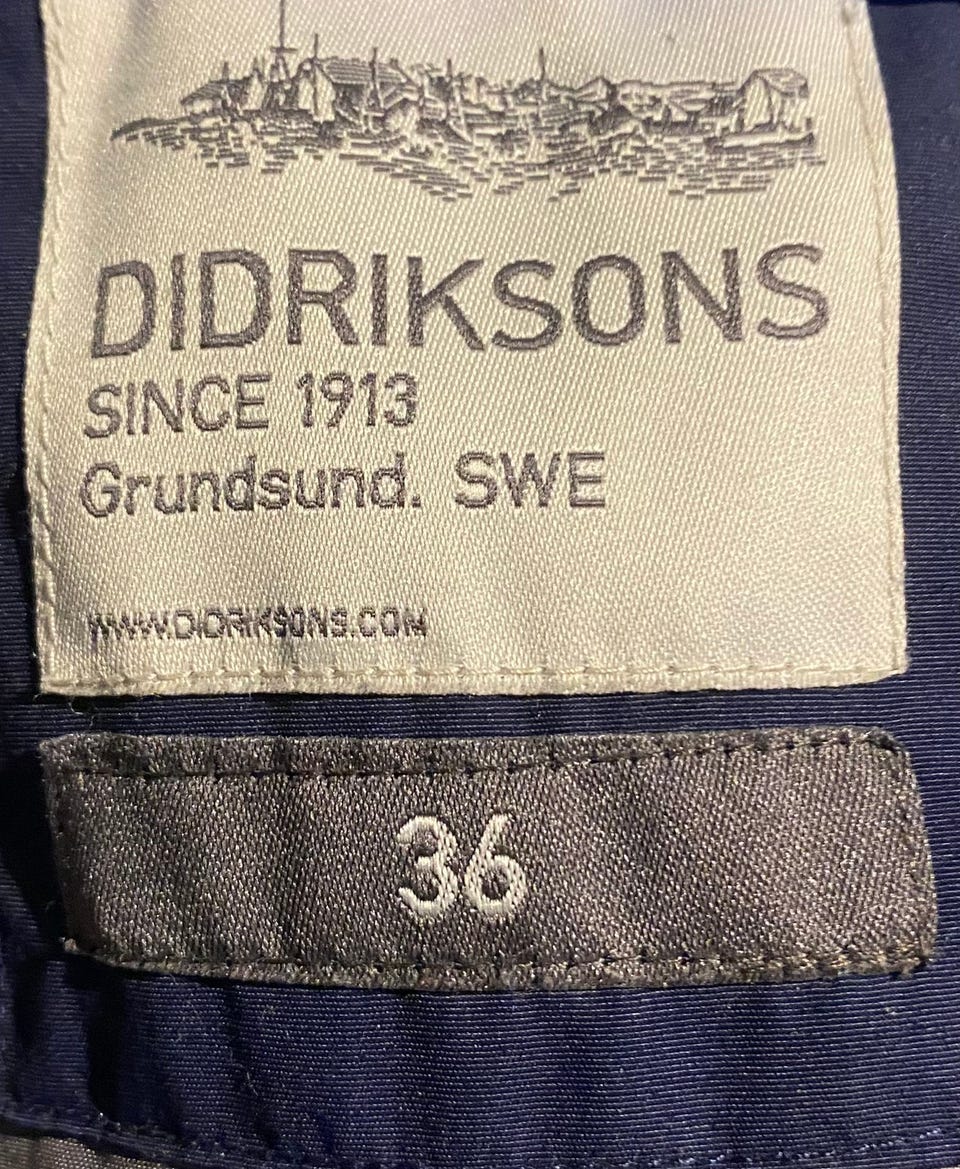 DIDRIKSONS
SINCE 1913
Grundsund. SWE
WWW.DIDRIKSONS.COM
36